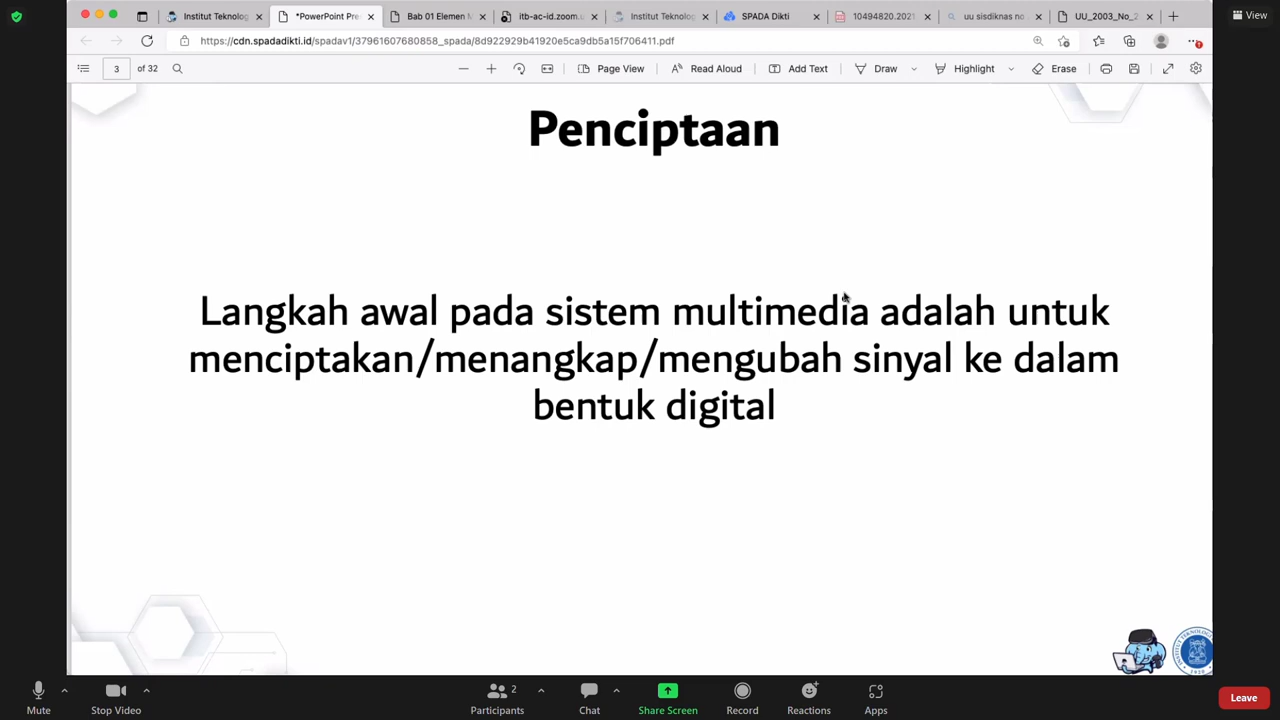 View
Institut Teknolog
*PowerPoint Pre
Bab 01 Elemen M
itb-ac-id.zoom.u
Institut Teknolog
SPADA Dikti
10494820.2021
uu sisdiknas no
UU_2003_No_2
https://cdn.spadadikti.id/spadav1/37961607680858_spada/8d922929b41920e5ca9db5a15f706411.pdf
3 of 32
Page View
Read Aloud
Add Text
Draw
Highlight
Erase
Penciptaan
Langkah awal pada sistem multimedia adalah untuk
menciptakan/menangkap/mengubah sinyal ke dalam
bentuk digital
Mute
Stop Video
Participants 2
Chat
Share Screen
Record
Reactions
Apps
Leave